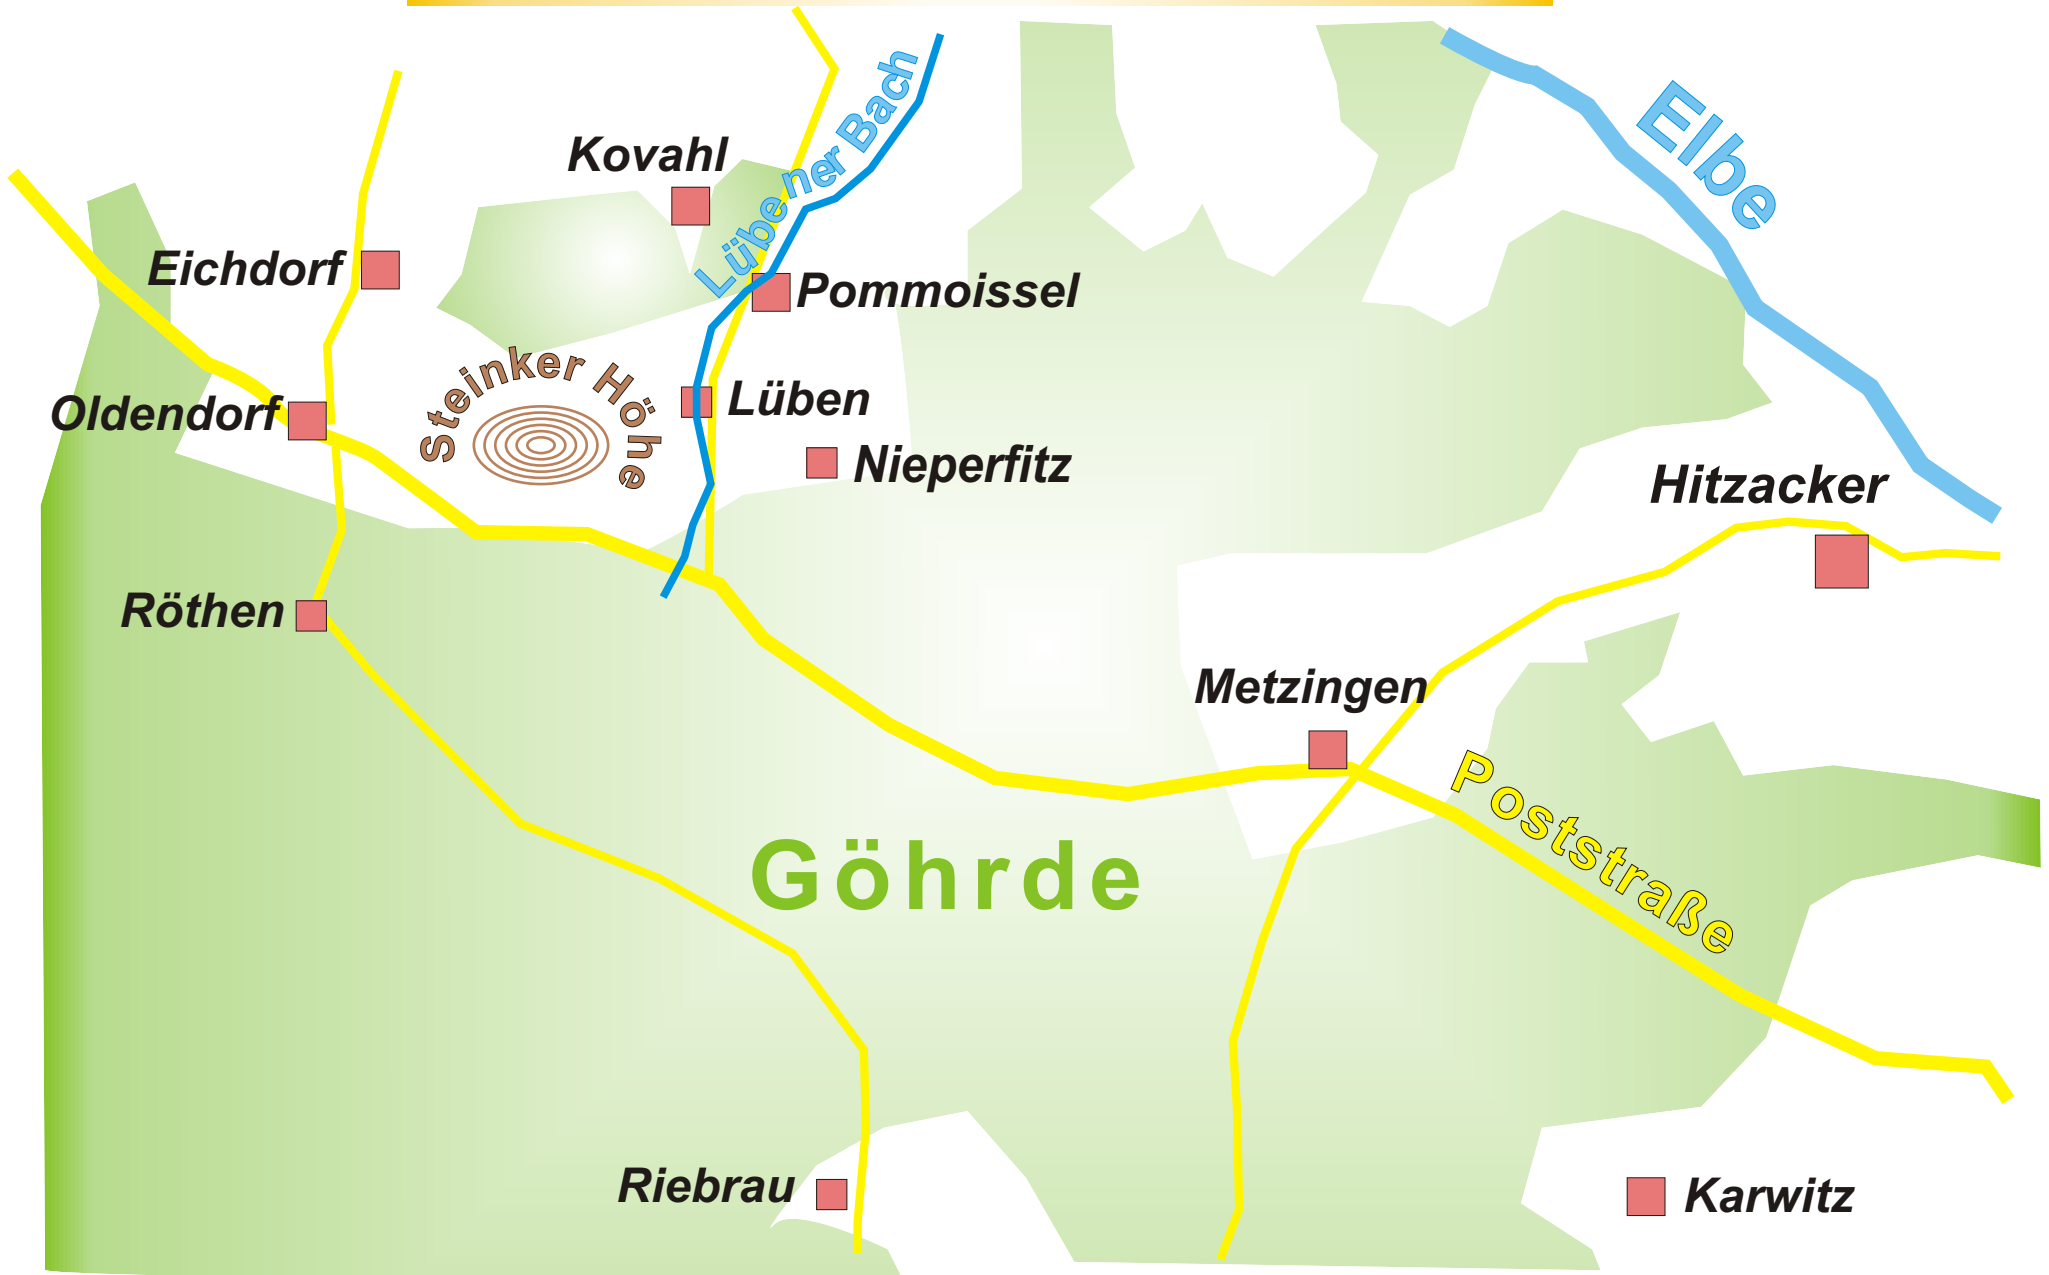 Elbe
Lübener Bach
Kovahl
Eichdorf
Pommoissel
Steinker Höhe
Oldendorf
Lüben
Nieperfitz
Hitzacker
Röthen
Metzingen
Poststraße
Göhrde
Riebrau
Karwitz